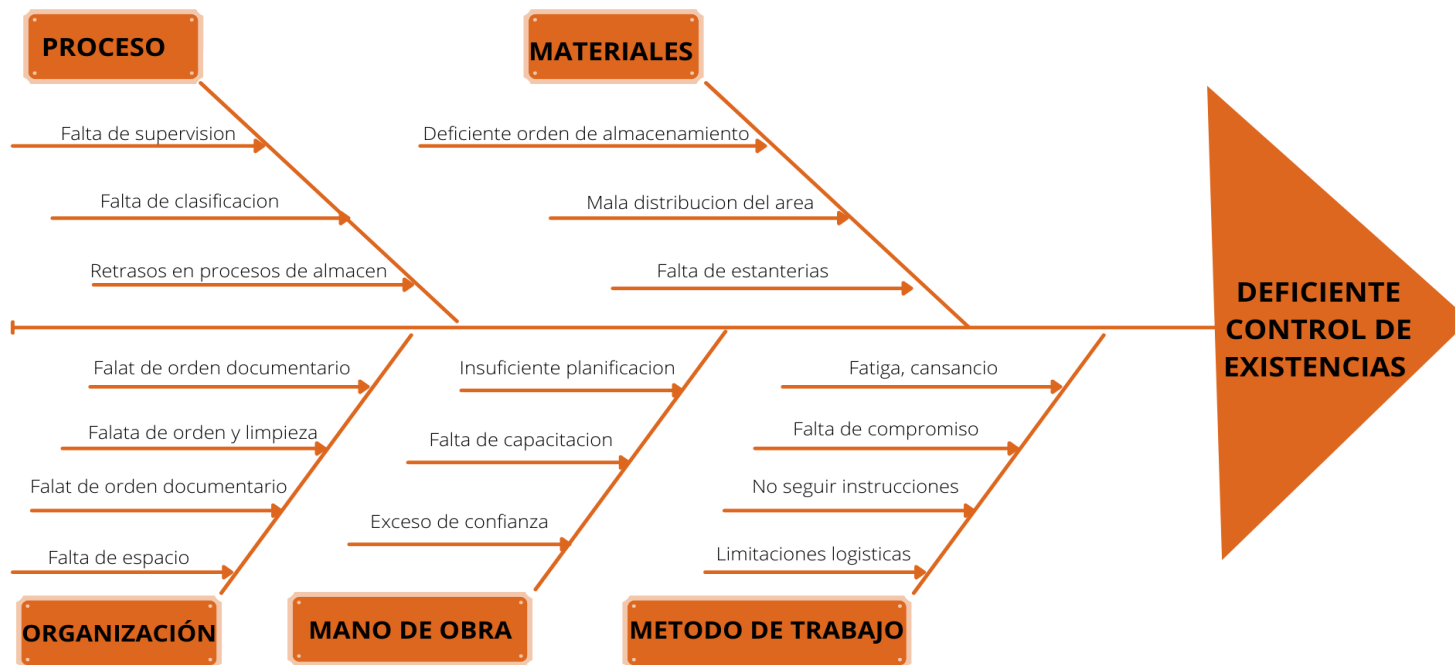 PROCESO
MATERIALES
Falta de supervision
Deficiente orden de almacenamiento
Falta de clasificacion
Mala distribucion del area
Retrasos en procesos de almacen
Falta de estanterias
DEFICIENTE
CONTROL DE
EXISTENCIAS
Falat de orden documentario
Insuficiente planificacion
Fatiga, cansancio
Falata de orden y limpieza
Falta de capacitacion
Falta de compromiso
Falat de orden documentario
Exceso de confianza
No seguir instrucciones
Falta de espacio
Limitaciones logisticas
ORGANIZACIÓN
MANO DE OBRA
METODO DE TRABAJO